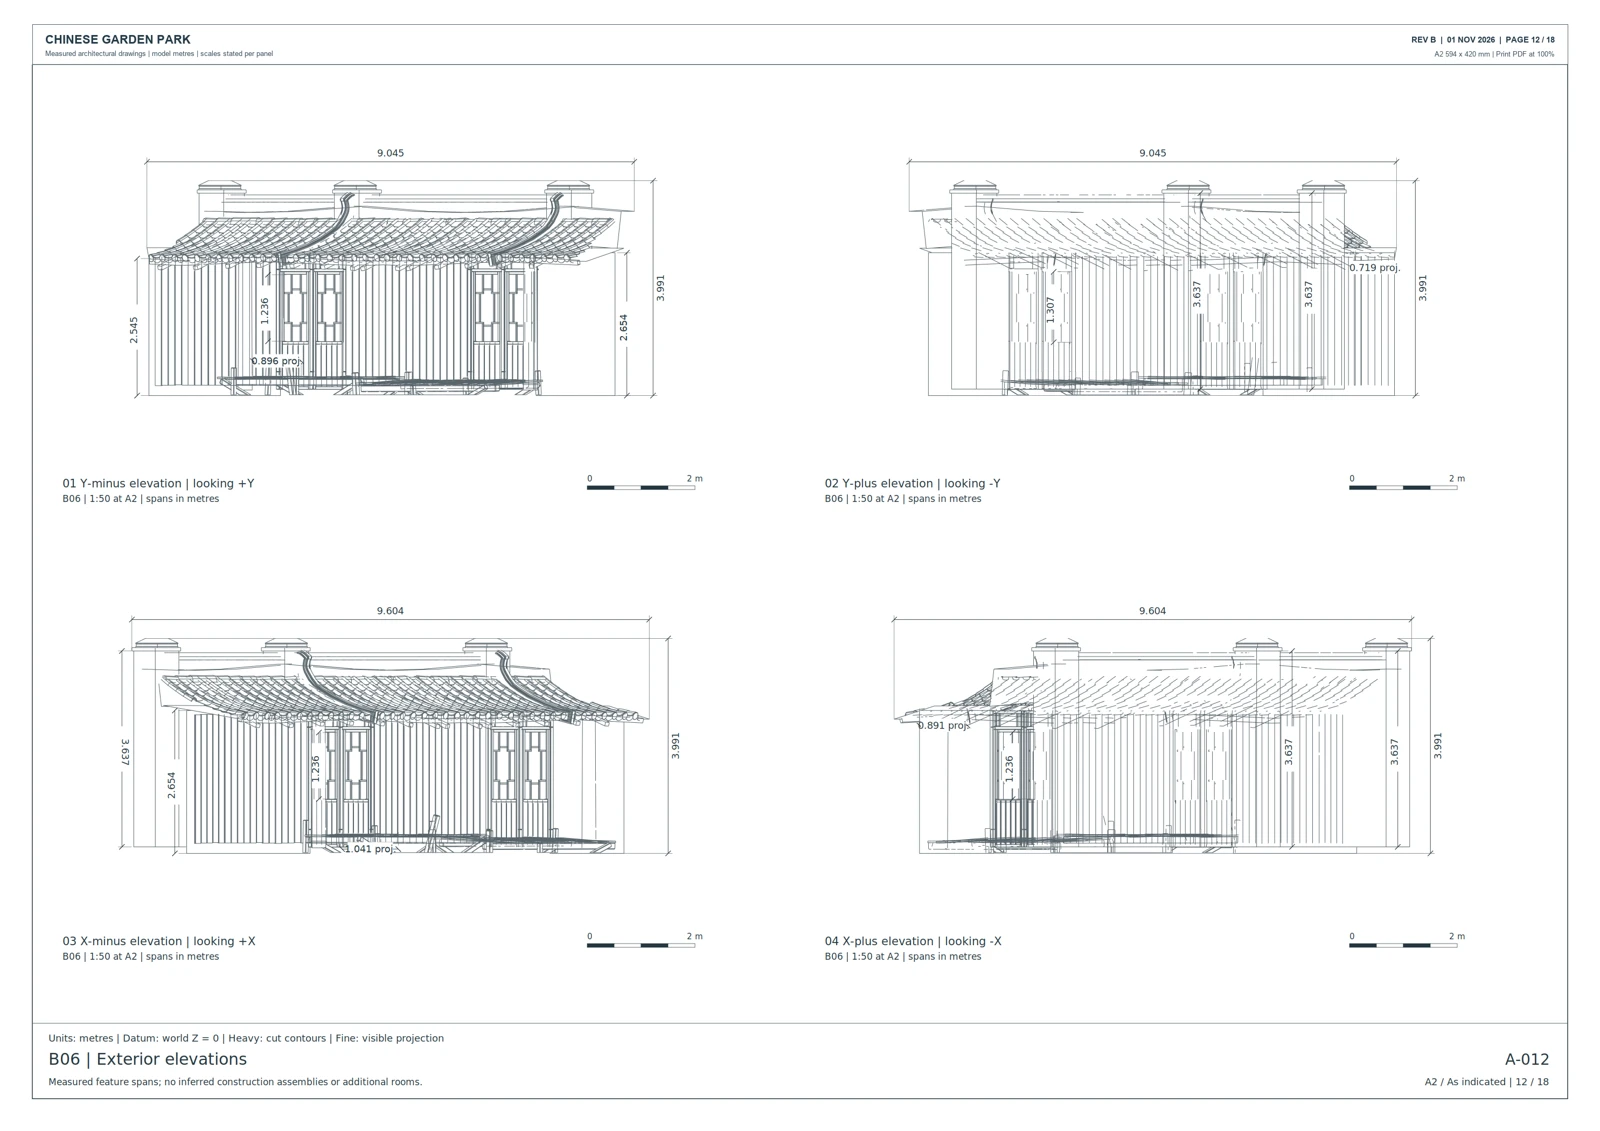 CHINESE GARDEN PARK
Measured architectural drawings | model metres | scales stated per panel
REV B | 01 NOV 2026 | PAGE 12 / 18
A2 594 x 420 mm | Print PDF at 100%
9.045
2.545
1.236
0.896 proj.
2.654
3.991
01 Y-minus elevation | looking +Y
B06 | 1:50 at A2 | spans in metres
0 2 m
9.045
1.307
3.637
3.637
0.719 proj.
3.991
02 Y-plus elevation | looking -Y
B06 | 1:50 at A2 | spans in metres
0 2 m
9.604
3.637
2.654
1.236
1.041 proj.
3.991
03 X-minus elevation | looking +X
B06 | 1:50 at A2 | spans in metres
0 2 m
9.604
0.891 proj.
1.236
3.637
3.637
3.991
04 X-plus elevation | looking -X
B06 | 1:50 at A2 | spans in metres
0 2 m
Units: metres | Datum: world Z = 0 | Heavy: cut contours | Fine: visible projection
B06 | Exterior elevations
Measured feature spans; no inferred construction assemblies or additional rooms.
A-012
A2 / As indicated | 12 / 18